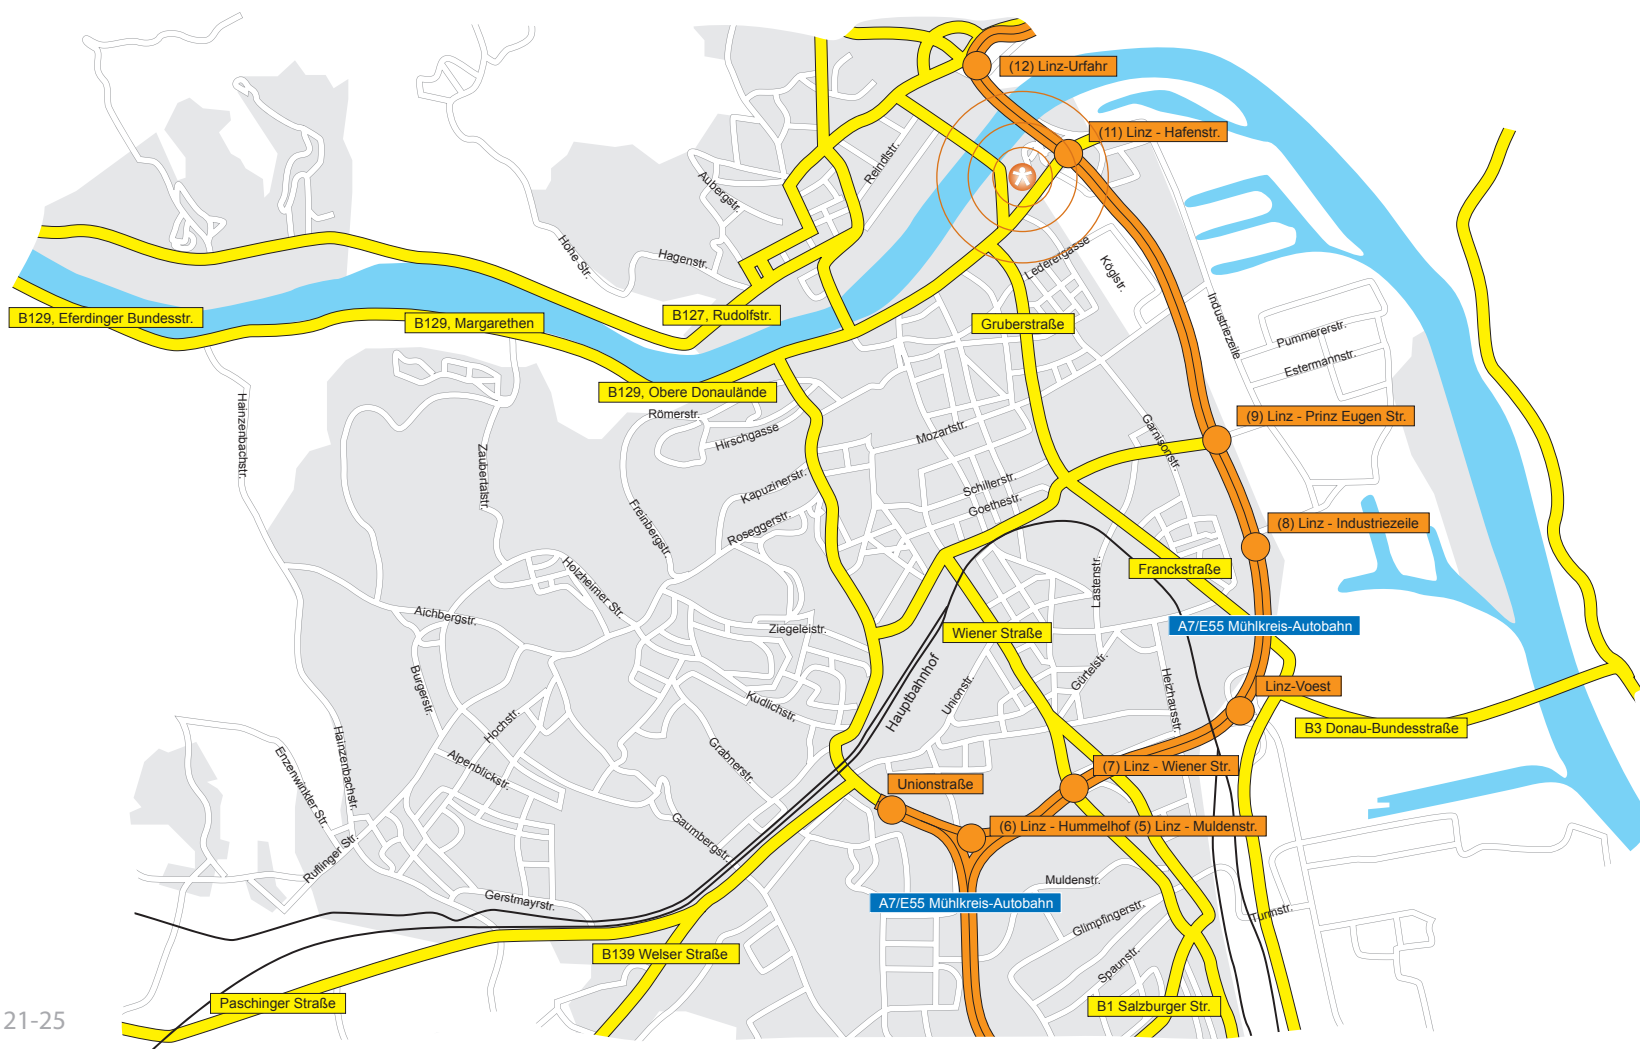 (12) Linz-Urfahr
(11) Linz - Hafenstr.
Reindlstr.
Aubergstr.
Hohe Str.
Hagenstr.
Lederergasse
Köglstr.
Industriezeile
B129, Eferdinger Bundesstr.
B129, Margarethen
B127, Rudolfstr.
Gruberstraße
Pummererstr.
Estermannstr.
B129, Obere Donaulände
Hainzenbachstr.
Römerstr.
Hirschgasse
Mozartstr.
Garnisonstr.
(9) Linz - Prinz Eugen Str.
Zaubertalstr.
Kapuzinerstr.
Schillerstr.
Goethestr.
Freinbergstr.
Roseggerstr.
(8) Linz - Industriezeile
Franckstraße
Lastenstr.
Holzheimer Str.
Aichbergstr.
Ziegeleistr.
Wiener Straße
A7/E55 Mühlkreis-Autobahn
Burgerstr.
Hauptbahnhof
Unionstr.
Gürtelstr.
Heizhausstr.
Linz-Voest
Kudlichstr,
B3 Donau-Bundesstraße
Hochstr.
Hainzenbachstr.
Enzenwinkler Str.
Alpenblickstr.
Grabnerstr.
(7) Linz - Wiener Str.
Unionstraße
(6) Linz - Hummelhof (5) Linz - Muldenstr.
Gaumbergstr.
Ruflinger Str.
Muldenstr.
Gerstmayrstr.
A7/E55 Mühlkreis-Autobahn
Glimpfingerstr.
Turmstr.
B139 Welser Straße
Spaunstr.
Paschinger Straße
B1 Salzburger Str.
21-25